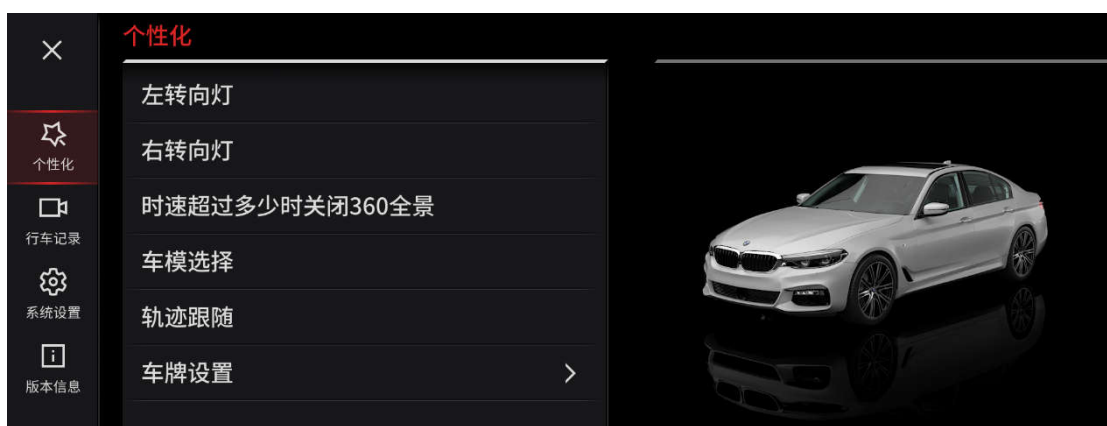 个性化
个性化
行车记录
系统设置
版本信息
左转向灯
右转向灯
时速超过多少时关闭360全景
车模选择
轨迹跟随
车牌设置